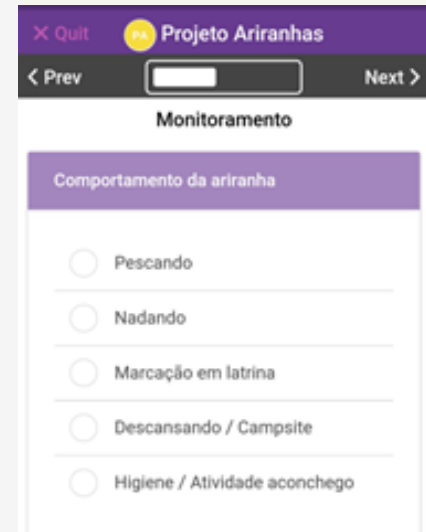 X Quit PA Projeto Ariranhas
< Prev Next >
Monitoramento
Comportamento da ariranha
Pescando
Nadando
Marcação em latrina
Descansando / Campsite
Higiene / Atividade aconchego